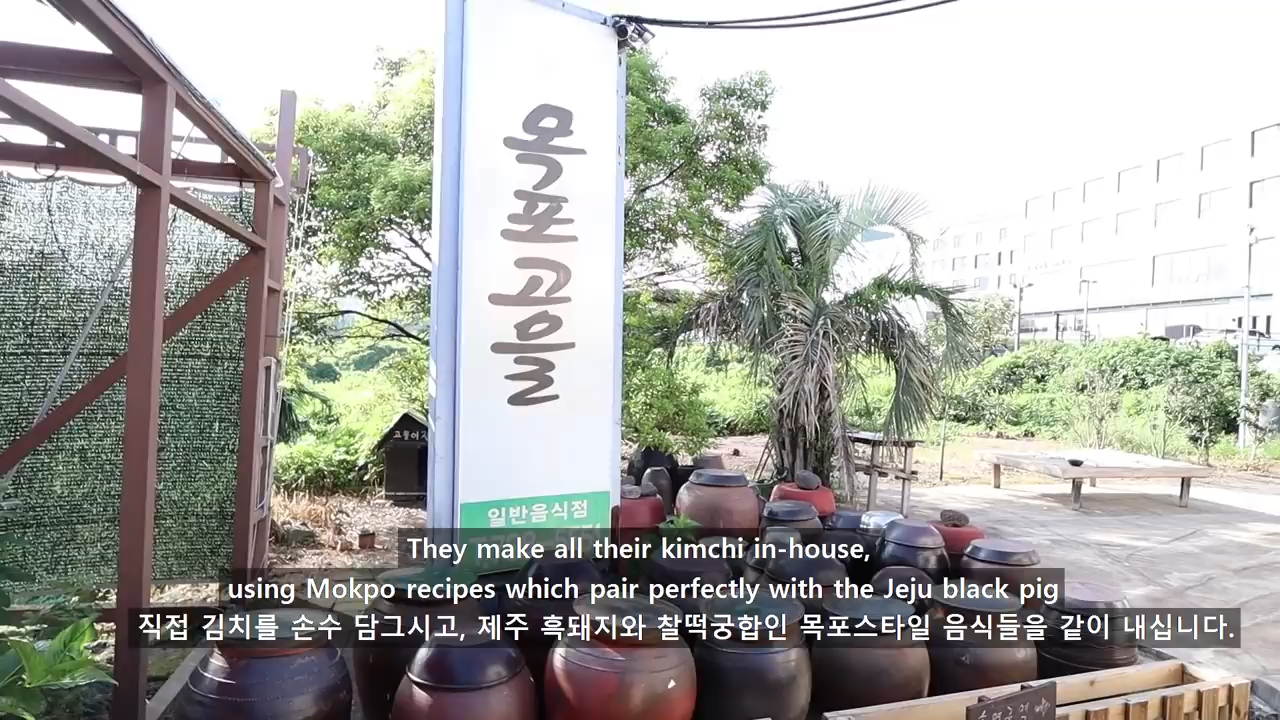 목포고을
일반음식점
They make all their kimchi in-house,
using Mokpo recipes which pair perfectly with the Jeju black pig
직접 김치를 손수 담그시고, 제주 흑돼지와 찰떡궁합인 목포스타일 음식들을 같이 내십니다.